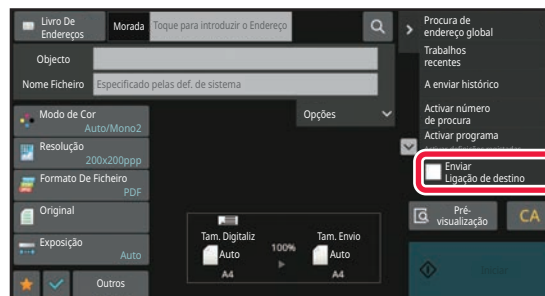 Livro De
Endereços
Morada
Toque para introduzir o Endereço
Objecto
Nome Ficheiro
Especificado pelas def. de sistema
Modo de Cor
Auto/Mono2
Resolução
200x200ppp
Formato De Ficheiro
PDF
Original
Exposição
Auto
Outros
Opções
Tam. Digitaliz
Auto
A4
100%
Tam. Envio
Auto
A4
Procura de
endereço global
Trabalhos
recentes
A enviar histórico
Activar número
de procura
Activar programa
Enviar
Ligação de destino
Pré-
visualização
CA
Iniciar